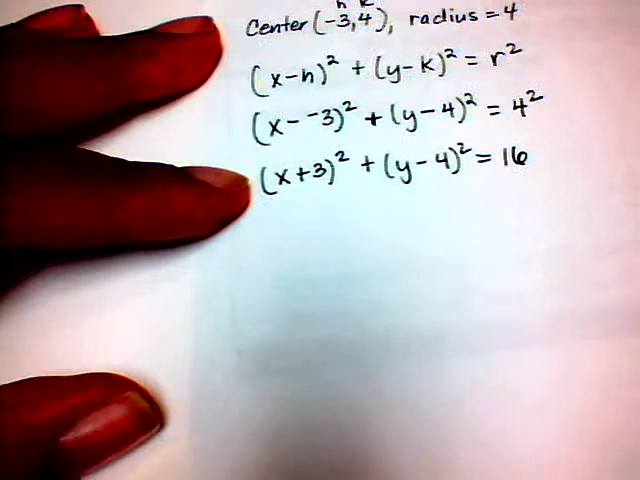 h k
Center (-3,4), radius = 4
(x-h)² + (y-k)² = r²
(x--3)² + (y-4)² = 4²
(x+3)² + (y-4)² = 16